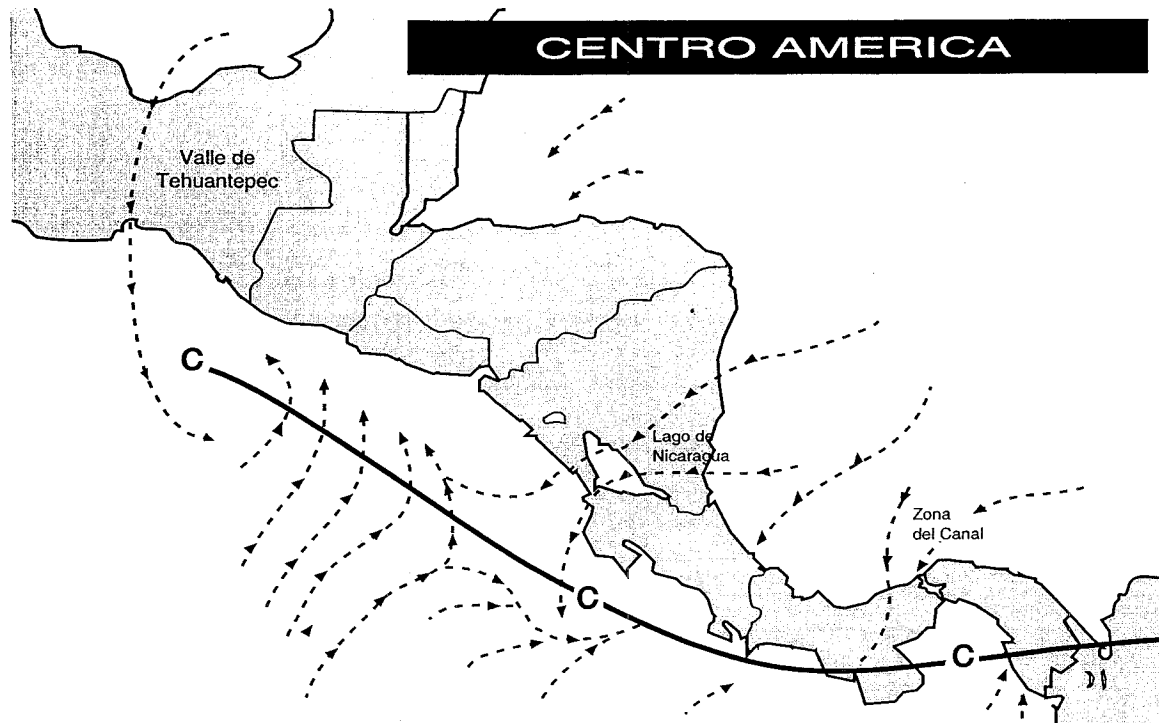 CENTRO AMERICA
Valle de
Tehuantepec
C
Lago de
Nicaragua
Zona
del Canal
C
C